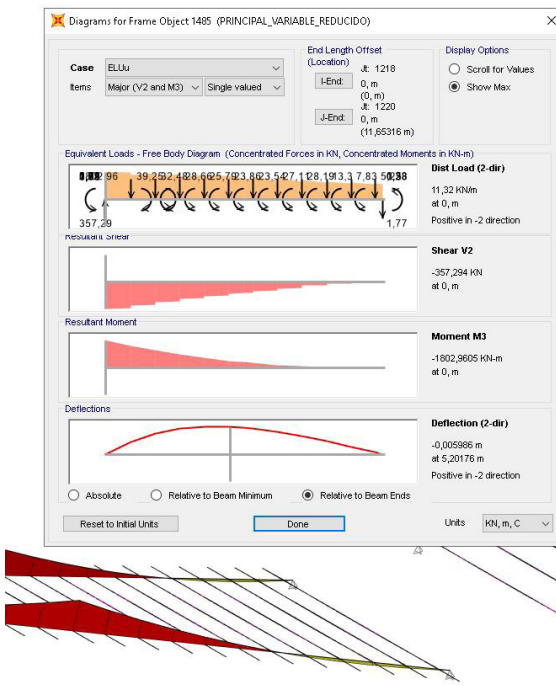 Diagrams for Frame Object 1485 (PRINCIPAL_VARIABLE_REDUCIDO)
Case ELUu
Items Major (V2 and M3) Single valued
End Length Offset
(Location)
Jt: 1218
I-End: 0, m
(0, m)
Jt: 1220
J-End: 0, m
(11,65316 m)
Display Options
Scroll for Values
Show Max
Equivalent Loads - Free Body Diagram (Concentrated Forces in KN, Concentrated Moments in KN-m)
39,25 32,48 28,66 25,79 23,86 23,54 27,11 28,19 13,31 7,83
357,29
1,77
Dist Load (2-dir)
11,32 KN/m
at 0, m
Positive in -2 direction
Resultant Shear
Shear V2
-357,294 KN
at 0, m
Resultant Moment
Moment M3
-1802,9605 KN-m
at 0, m
Deflections
Deflection (2-dir)
-0,005986 m
at 5,20176 m
Positive in -2 direction
Absolute
Relative to Beam Minimum
Relative to Beam Ends
Reset to Initial Units
Done
Units KN, m, C